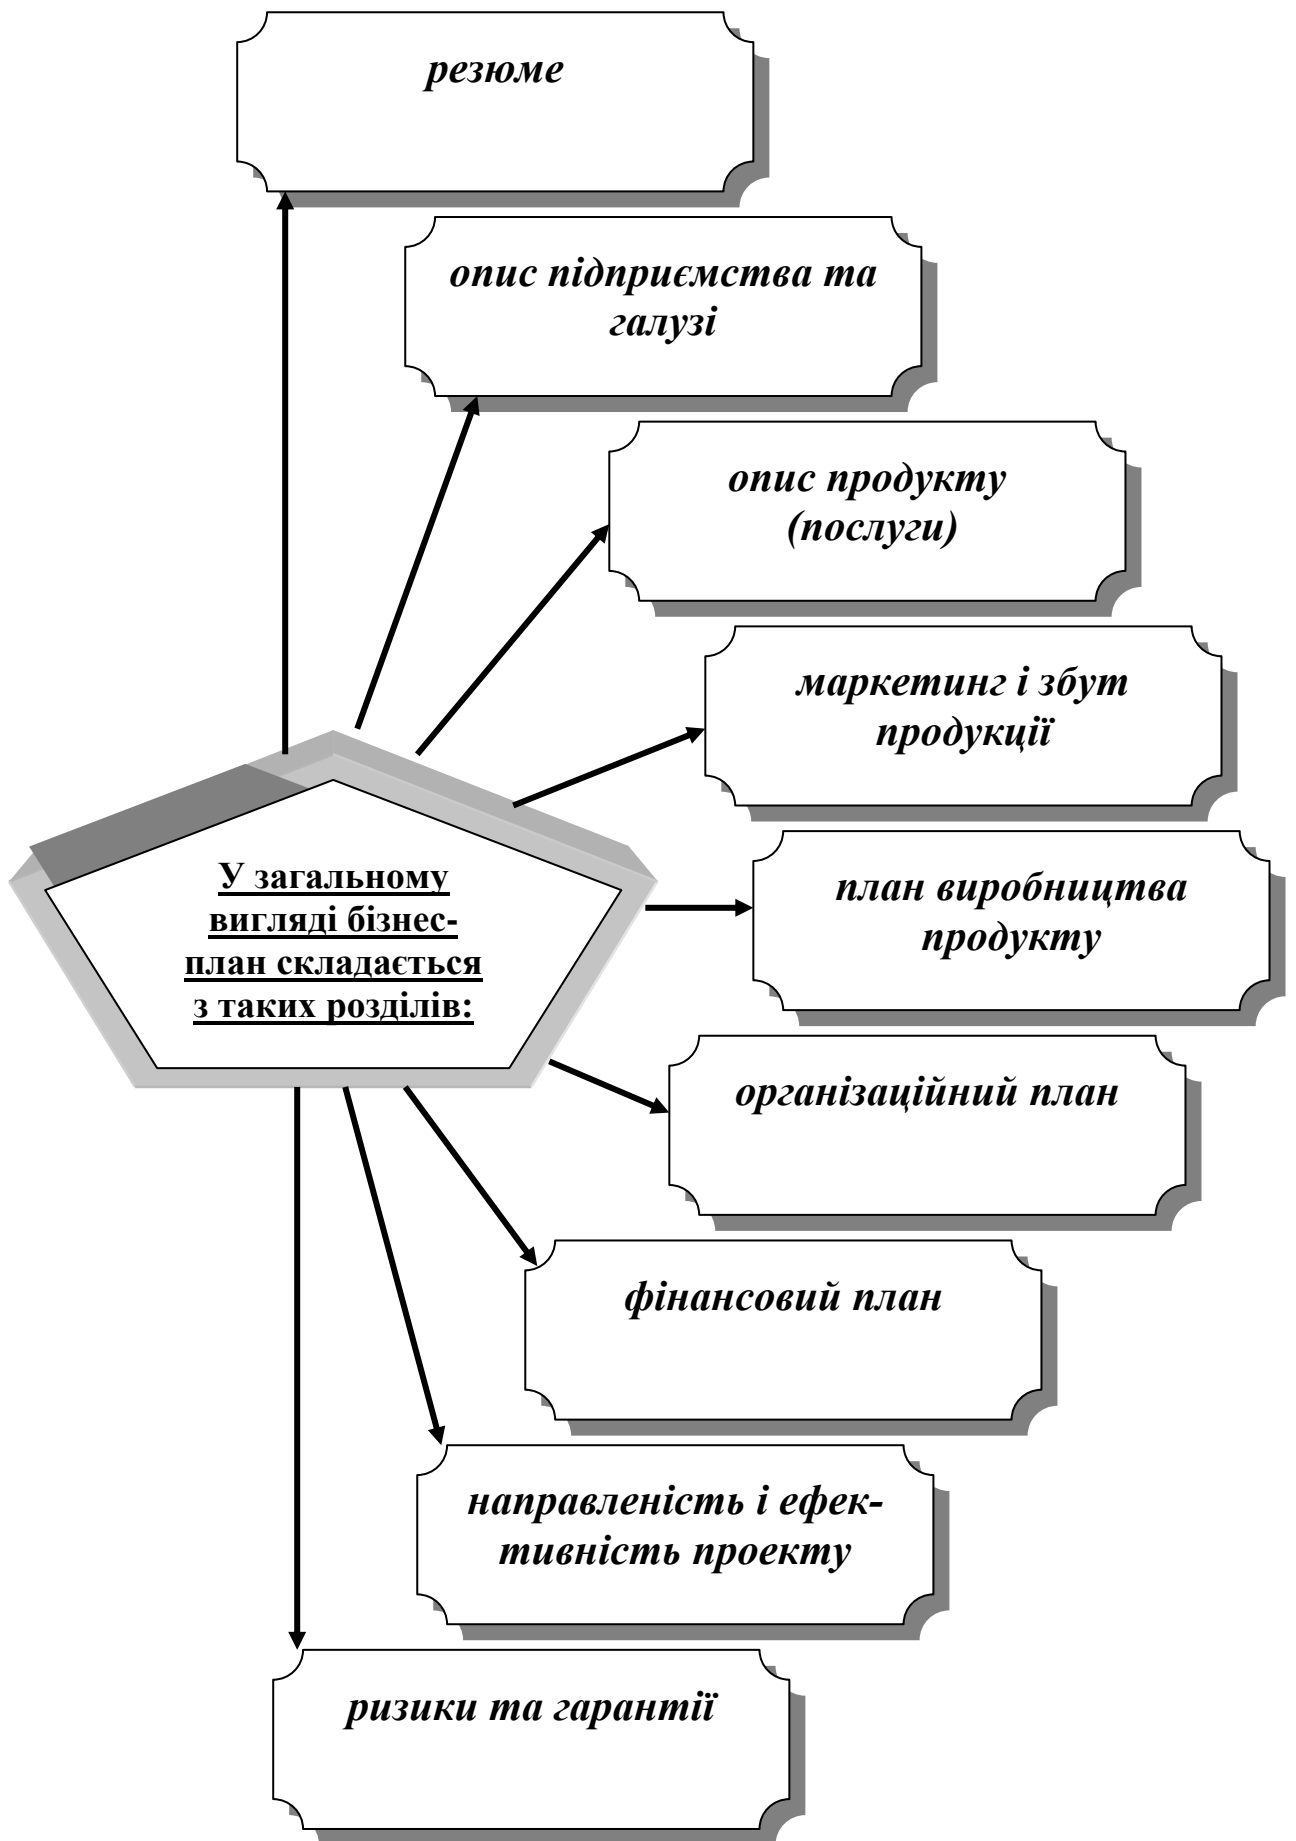 резюме
опис підприємства та
галузі
опис продукту
(послуги)
маркетинг і збут
продукції
У загальному
вигляді бізнес-
план складається
з таких розділів:
план виробництва
продукту
організаційний план
фінансовий план
направленість і ефек-
тивність проекту
ризики та гарантії